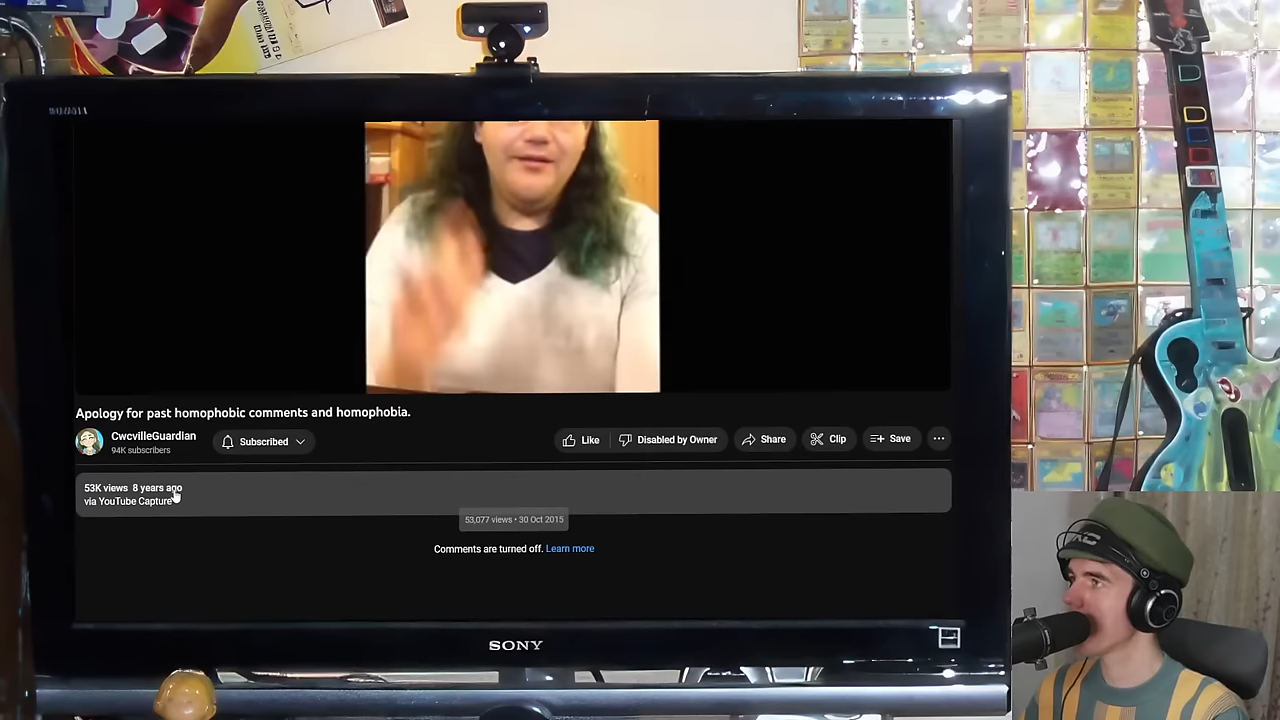 Apology for past homophobic comments and homophobia.
CwcvilleGuardian
94K subscribers
Subscribed
Like
Disabled by Owner
Share
Clip
Save
53K views 8 years ago
via YouTube Capture
53,077 views • 30 Oct 2015
Comments are turned off. Learn more
SONY